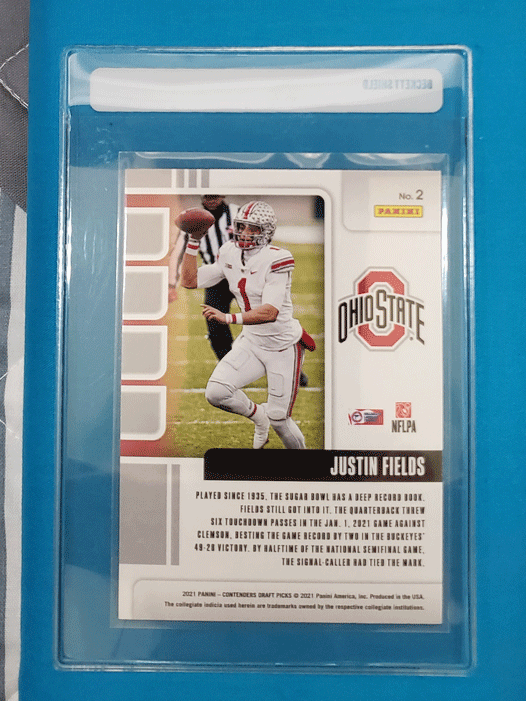 BECKETT SHIELD
No. 2
PANINI
OHIO STATE
1
NFLPA
JUSTIN FIELDS
PLAYED SINCE 1935, THE SUGAR BOWL HAS A DEEP RECORD BOOK.
FIELDS STILL GOT INTO IT. THE QUARTERBACK THREW
SIX TOUCHDOWN PASSES IN THE JAN. 1, 2021 GAME AGAINST
CLEMSON, BESTING THE GAME RECORD BY TWO IN THE BUCKEYES'
49-28 VICTORY. BY HALFTIME OF THE NATIONAL SEMIFINAL GAME,
THE SIGNAL-CALLER HAD TIED THE MARK.
2021 PANINI – CONTENDERS DRAFT PICKS © 2021 Panini America, Inc. Produced in the USA.
The collegiate indicia used herein are trademarks owned by the respective collegiate institutions.